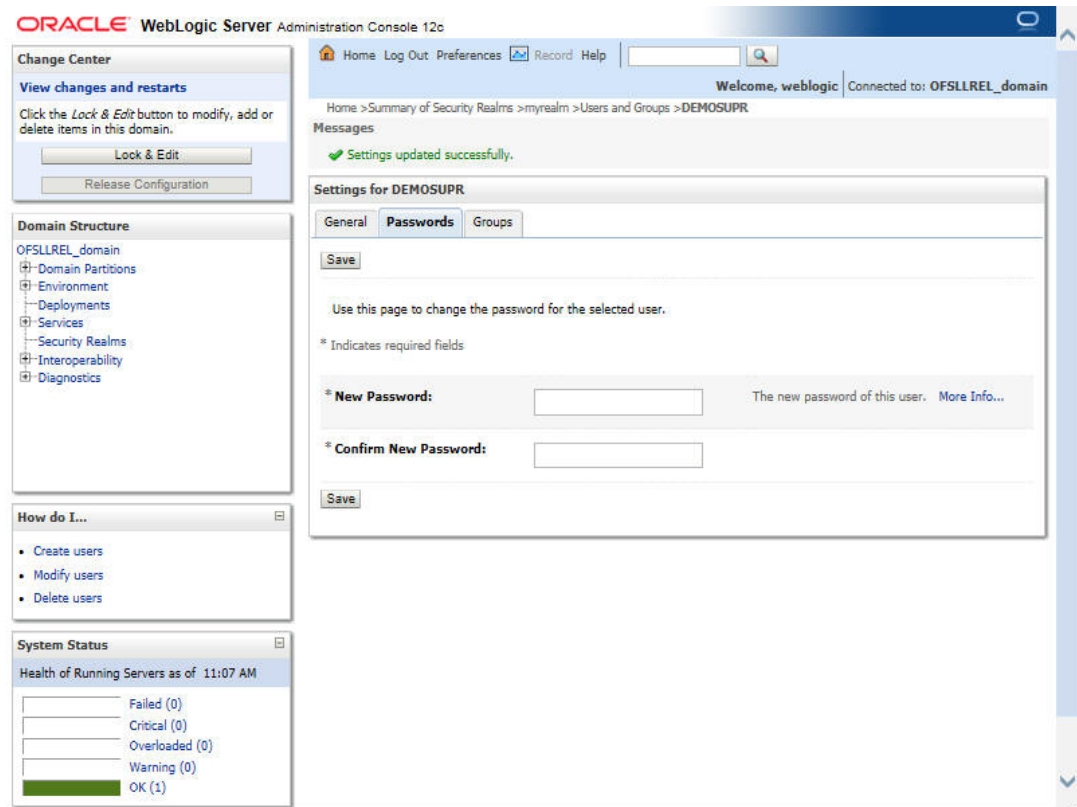 ORACLE WebLogic Server Administration Console 12c
Change Center
View changes and restarts
Click the Lock & Edit button to modify, add or
delete items in this domain.
Lock & Edit
Release Configuration
Domain Structure
OFSLLREL_domain
Domain Partitions
Environment
Deployments
Services
Security Realms
Interoperability
Diagnostics
How do I...
Create users
Modify users
Delete users
System Status
Health of Running Servers as of 11:07 AM
Failed (0)
Critical (0)
Overloaded (0)
Warning (0)
OK (1)
Home Log Out Preferences Record Help
Welcome, weblogic Connected to: OFSLLREL_domain
Home >Summary of Security Realms >myrealm >Users and Groups >DEMOSUPR
Messages
Settings updated successfully.
Settings for DEMOSUPR
General Passwords Groups
Save
Use this page to change the password for the selected user.
* Indicates required fields
* New Password: The new password of this user. More Info...
* Confirm New Password:
Save